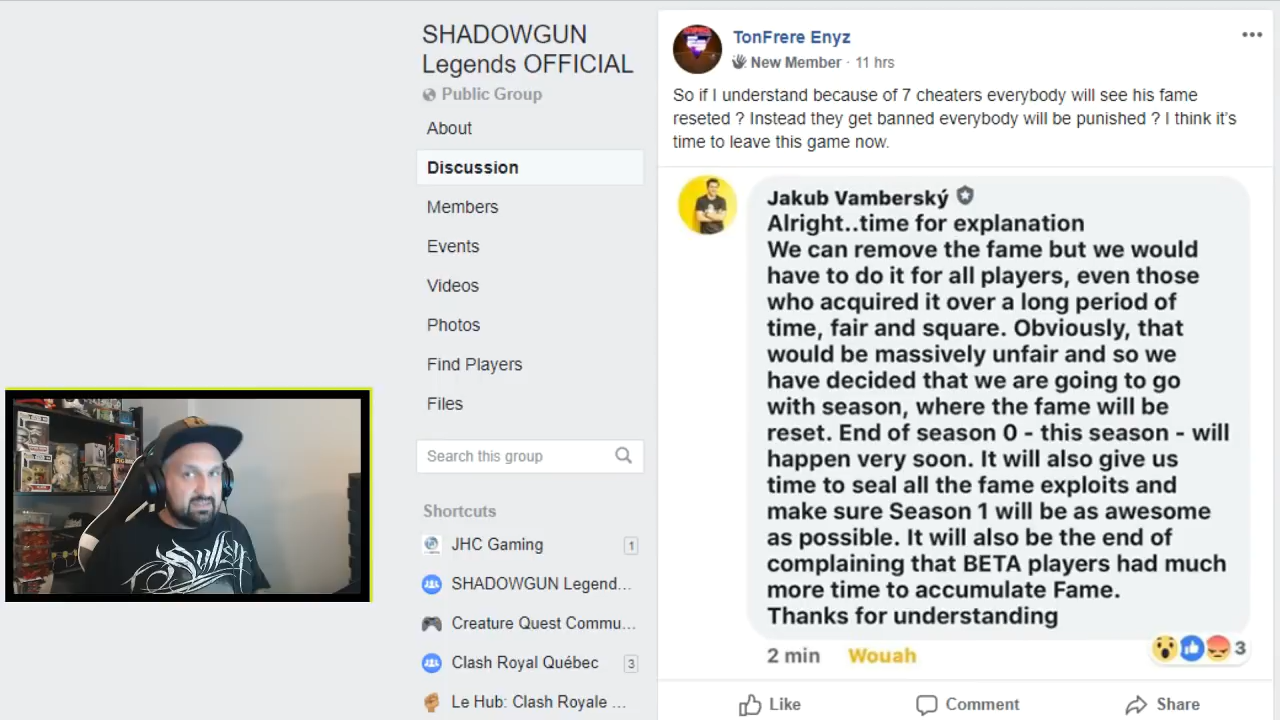 SHADOWGUN
Legends OFFICIAL
Public Group
About
Discussion
Members
Events
Videos
Photos
Find Players
Files
Search this group
Shortcuts
JHC Gaming
1
SHADOWGUN Legend...
Creature Quest Commu...
Clash Royal Québec
3
Le Hub: Clash Royale ...
TonFrere Enyz
New Member · 11 hrs
So if I understand because of 7 cheaters everybody will see his fame
reseted ? Instead they get banned everybody will be punished ? I think it's
time to leave this game now.
Jakub Vamberský
Alright..time for explanation
We can remove the fame but we would
have to do it for all players, even those
who acquired it over a long period of
time, fair and square. Obviously, that
would be massively unfair and so we
have decided that we are going to go
with season, where the fame will be
reset. End of season 0 - this season - will
happen very soon. It will also give us
time to seal all the fame exploits and
make sure Season 1 will be as awesome
as possible. It will also be the end of
complaining that BETA players had much
more time to accumulate Fame.
Thanks for understanding
2 min Wouah
3
Like
Comment
Share